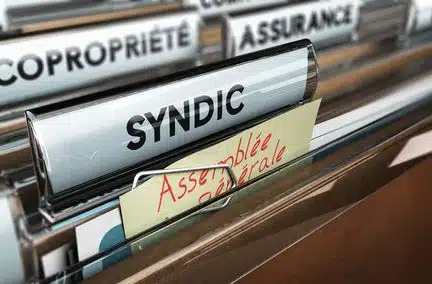 COPROPRIÉTÉ
ASSURANCE
SYNDIC
Assemblée
générale